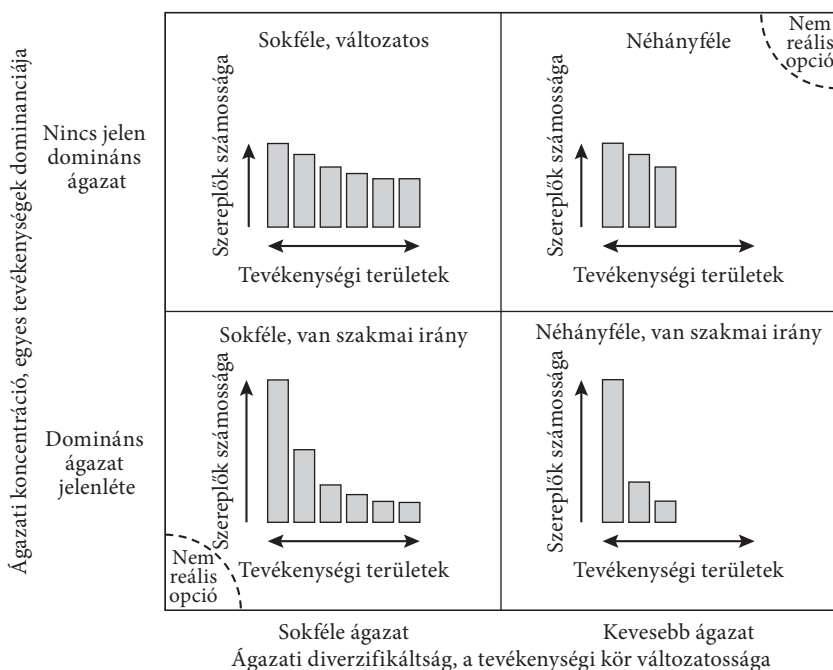 Ágazati koncentráció, egyes tevékenységek dominanciája
Nincs jelen
domináns
ágazat
Sokféle, változatos
Szereplők számossága
Tevékenységi területek
Néhányféle
Nem
reális
opció
Szereplők számossága
Tevékenységi területek
Domináns
ágazat
jelenléte
Sokféle, van szakmai irány
Szereplők számossága
Tevékenységi területek
Nem
reális
opció
Néhányféle, van szakmai irány
Szereplők számossága
Tevékenységi területek
Sokféle ágazat
Kevesebb ágazat
Ágazati diverzifikáltság, a tevékenységi kör változatossága